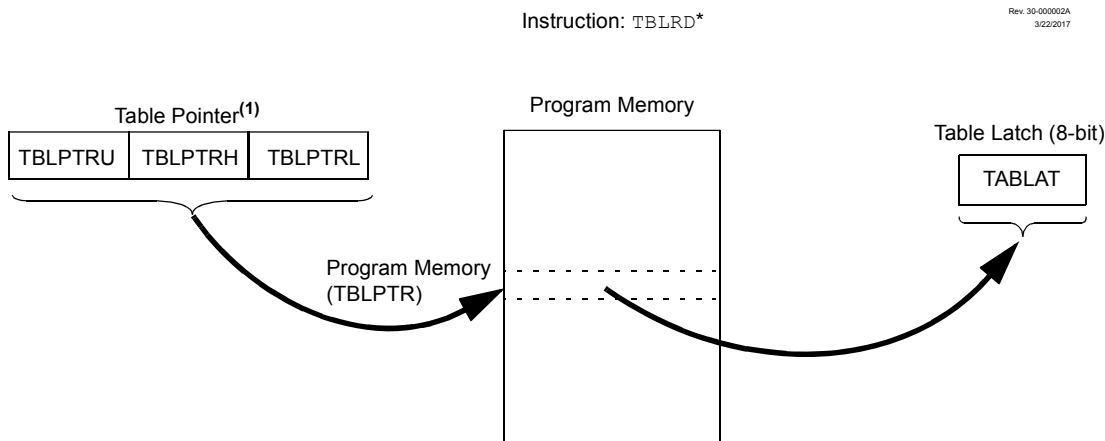 Instruction: TBLRD*
Rev. 30-000002A
3/22/2017
Table Pointer(1)
Program Memory
Table Latch (8-bit)
TBLPTRU TBLPTRH TBLPTRL
TABLAT
Program Memory
(TBLPTR)